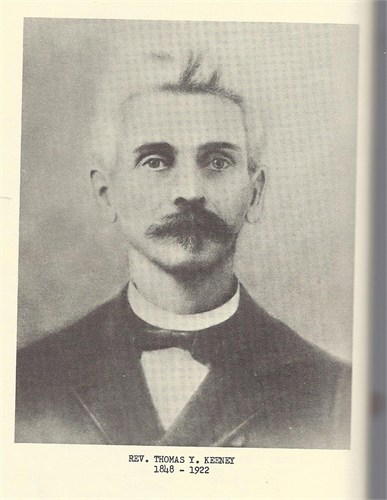 REV. THOMAS Y. KEENEY
1848 - 1922